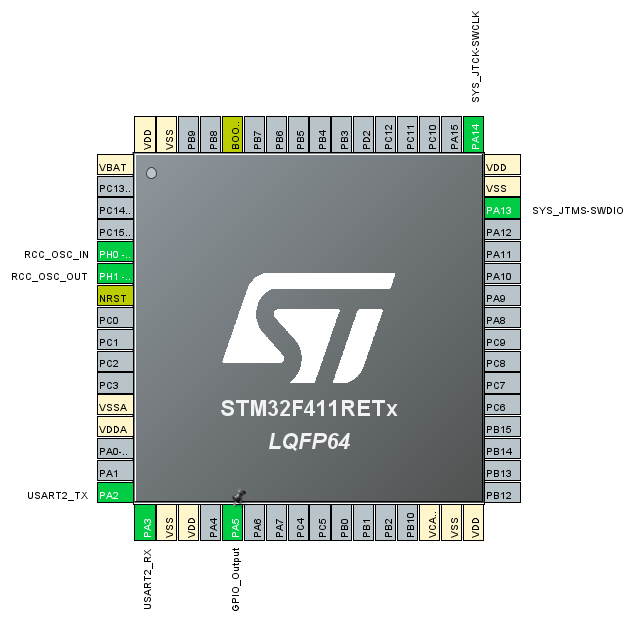 SYS_JTCK-SWCLK
VDD
VSS
PB9
PB8
BOO..
PB7
PB6
PB5
PB4
PB3
PD2
PC12
PC11
PC10
PA15
PA14
VBAT
PC13..
PC14..
PC15..
RCC_OSC_IN PH0 -..
RCC_OSC_OUT PH1 -..
NRST
PC0
PC1
PC2
PC3
VSSA
VDDA
PA0-..
PA1
USART2_TX PA2
VDD
VSS
PA13 SYS_JTMS-SWDIO
PA12
PA11
PA10
PA9
PA8
PC9
PC8
PC7
PC6
PB15
PB14
PB13
PB12
ST
STM32F411RETx
LQFP64
PA3
VSS
VDD
PA4
PA5
PA6
PA7
PC4
PC5
PB0
PB1
PB2
PB10
VCA..
VSS
VDD
USART2_RX
GPIO_Output